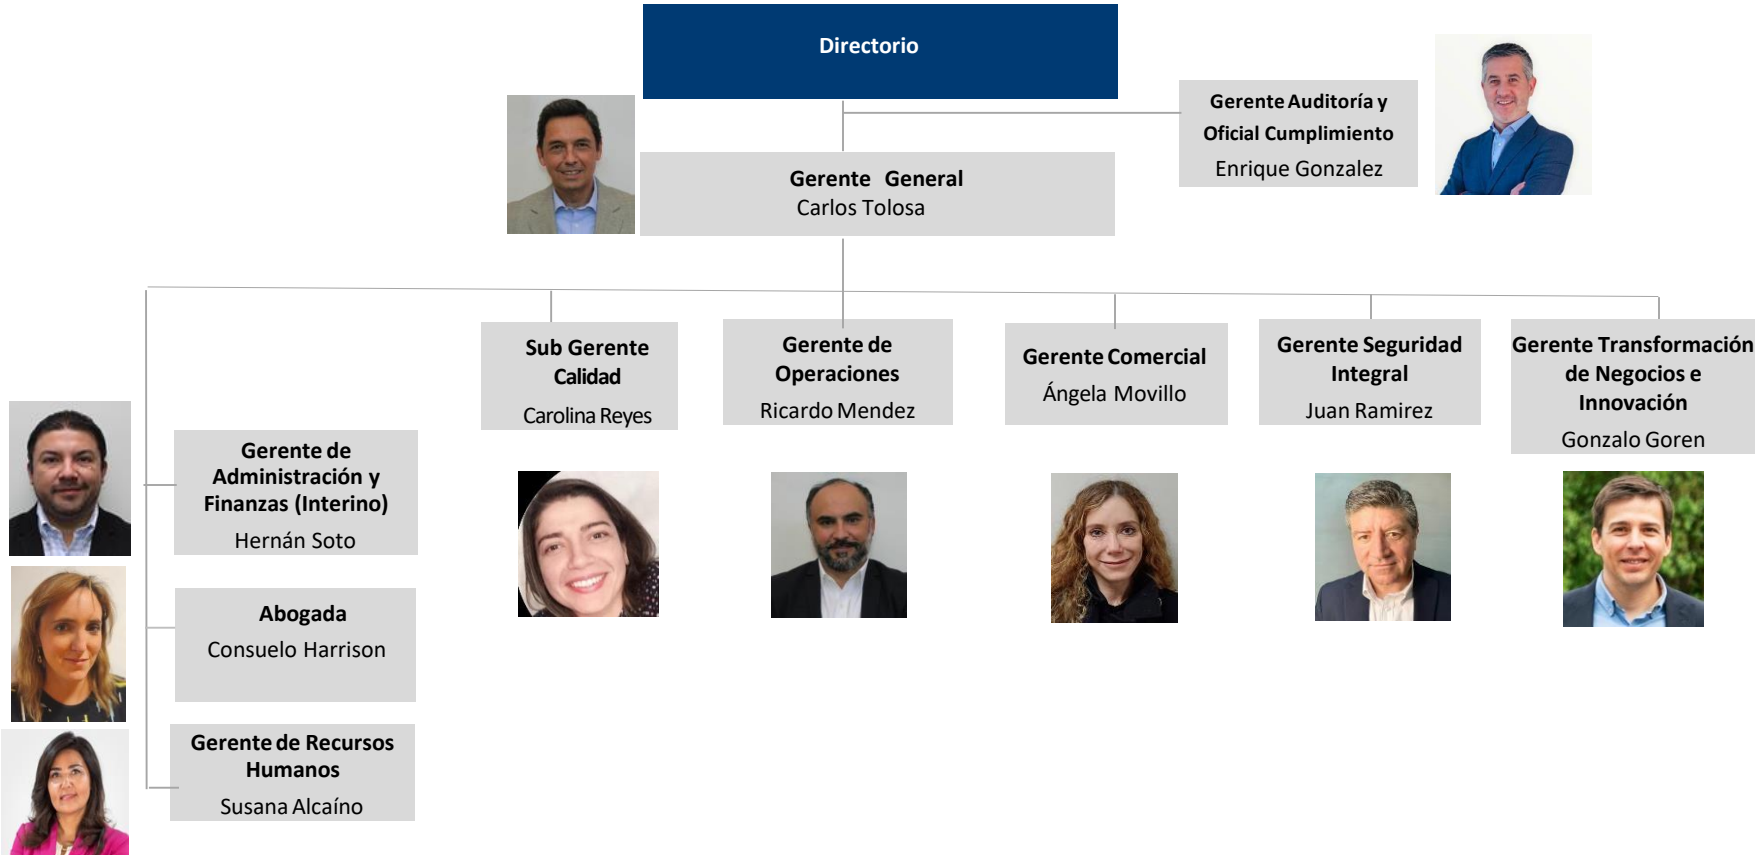 Directorio
Gerente Auditoría y
Oficial Cumplimiento
Enrique Gonzalez
Gerente General
Carlos Tolosa
Sub Gerente
Calidad
Carolina Reyes
Gerente de
Operaciones
Ricardo Mendez
Gerente Comercial
Ángela Movillo
Gerente Seguridad
Integral
Juan Ramirez
Gerente Transformación
de Negocios e
Innovación
Gonzalo Goren
Gerente de
Administración y
Finanzas (Interino)
Hernán Soto
Abogada
Consuelo Harrison
Gerente de Recursos
Humanos
Susana Alcaíno